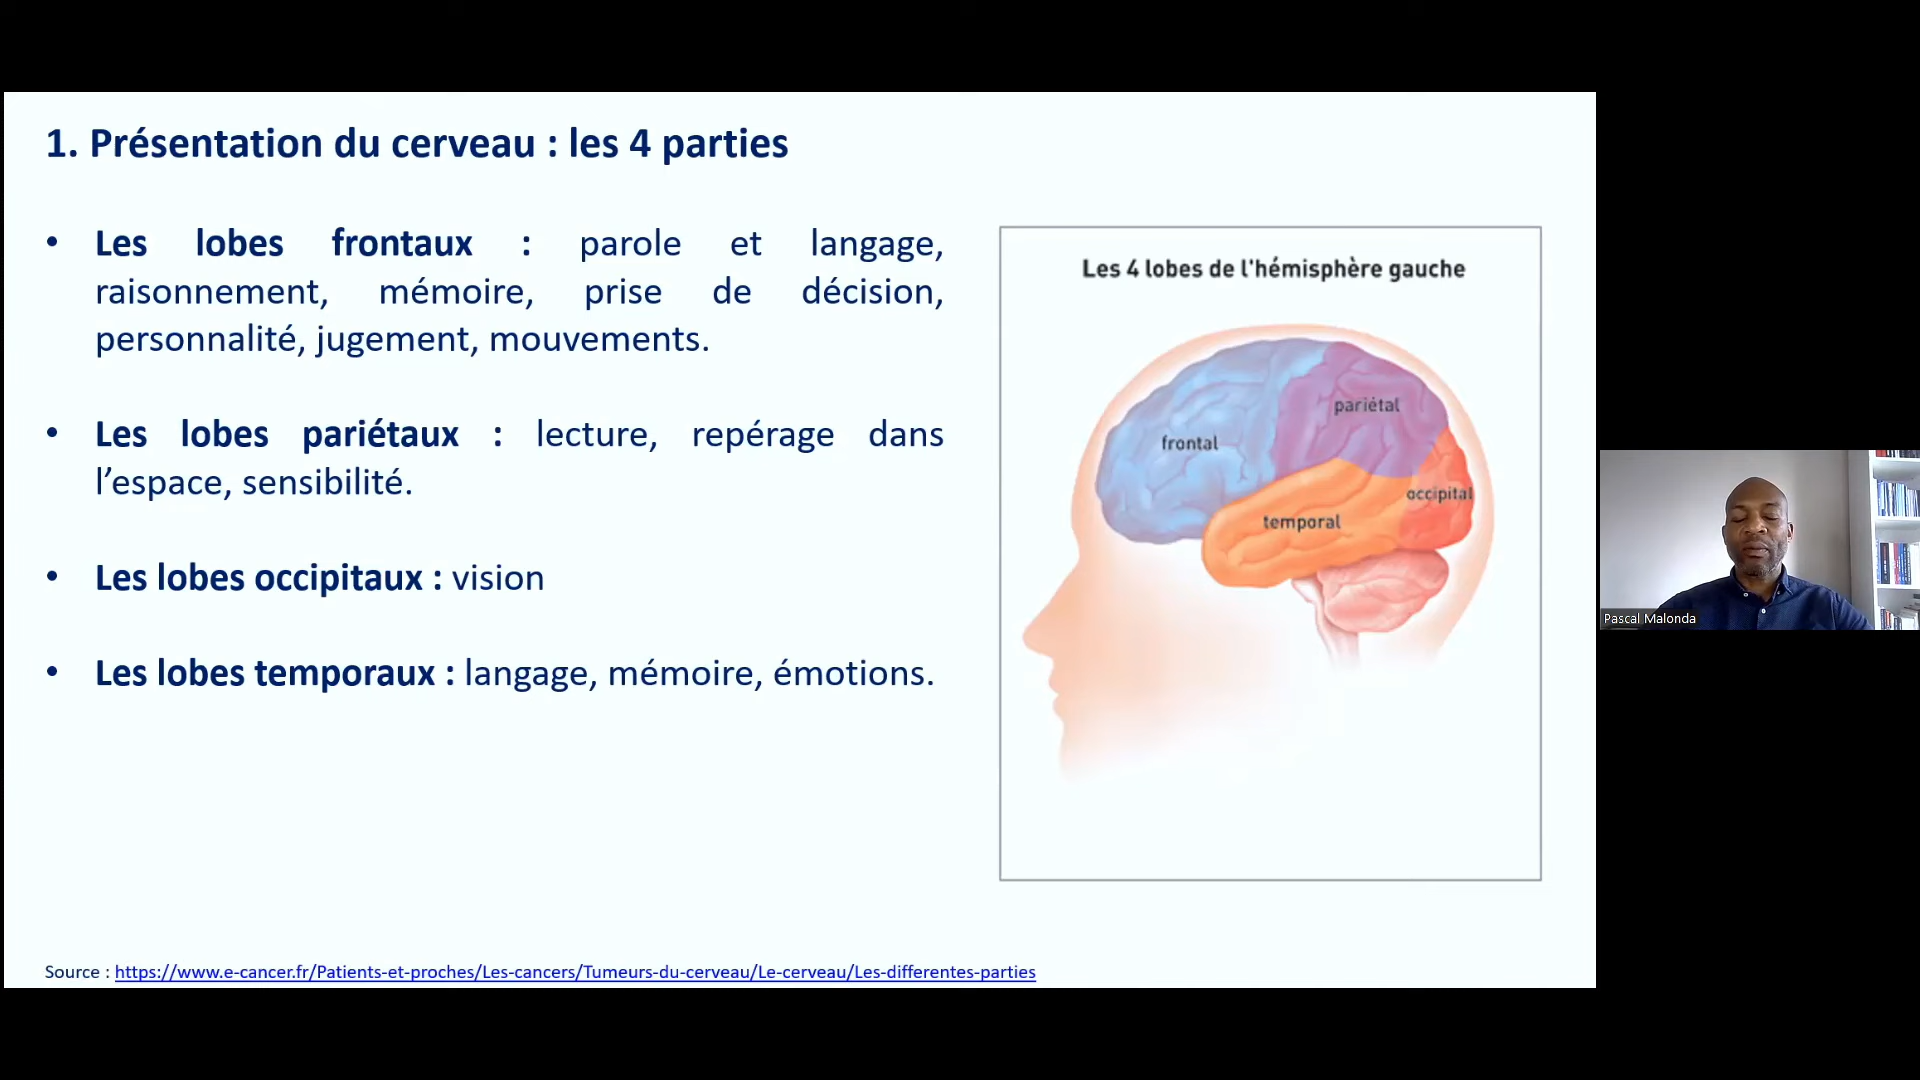 1. Présentation du cerveau : les 4 parties
• Les lobes frontaux : parole et langage,
raisonnement, mémoire, prise de décision,
personnalité, jugement, mouvements.
• Les lobes pariétaux : lecture, repérage dans
l’espace, sensibilité.
• Les lobes occipitaux : vision
• Les lobes temporaux : langage, mémoire, émotions.
Les 4 lobes de l'hémisphère gauche
pariétal
frontal
occipital
temporal
Source : https://www.e-cancer.fr/Patients-et-proches/Les-cancers/Tumeurs-du-cerveau/Le-cerveau/Les-differentes-parties
Pascal Malonda